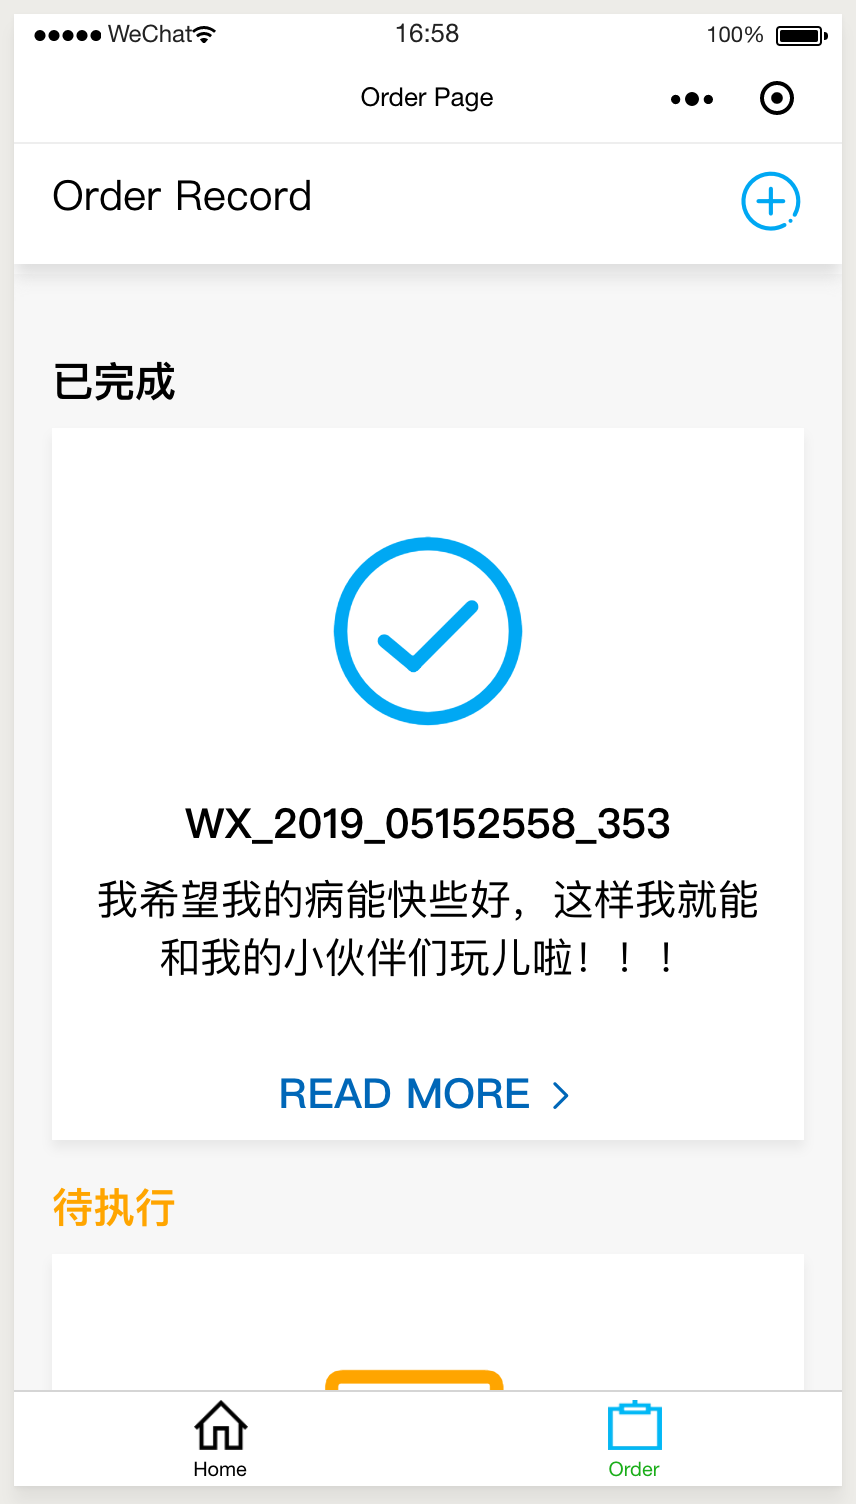 WeChat 16:58 100%
Order Page
Order Record
已完成
WX_2019_05152558_353
我希望我的病能快些好，这样我就能
和我的小伙伴们玩儿啦！！！
READ MORE
待执行
Home Order